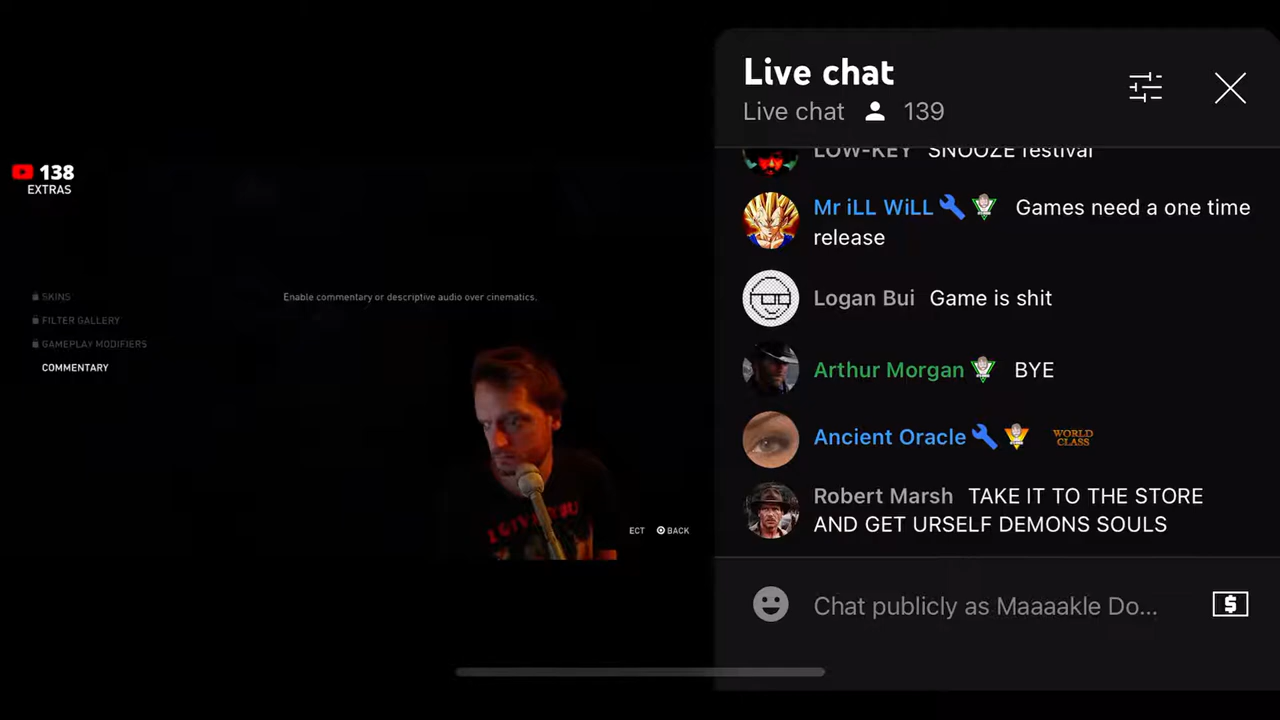 138
EXTRAS
SKINS
FILTER GALLERY
GAMEPLAY MODIFIERS
COMMENTARY
Enable commentary or descriptive audio over cinematics.
I GIVE YOU
ECT BACK
Live chat
Live chat 139
LOW-KEY SNOOZE festival
Mr iLL WiLL Games need a one time
release
Logan Bui Game is shit
Arthur Morgan BYE
Ancient Oracle WORLD
CLASS
Robert Marsh TAKE IT TO THE STORE
AND GET URSELF DEMONS SOULS
Chat publicly as Maaaakle Do...